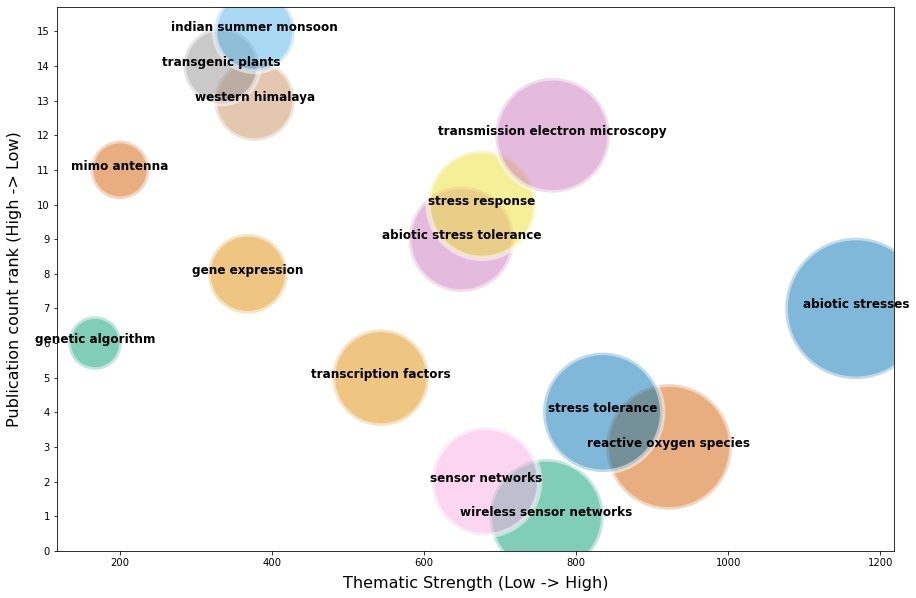 indian summer monsoon
transgenic plants
western himalaya
transmission electron microscopy
mimo antenna
stress response
abiotic stress tolerance
gene expression
abiotic stresses
genetic algorithm
transcription factors
stress tolerance
reactive oxygen species
sensor networks
wireless sensor networks
15
14
13
12
11
10
9
8
7
6
5
4
3
2
1
0
Publication count rank (High -> Low)
200 400 600 800 1000 1200
Thematic Strength (Low -> High)